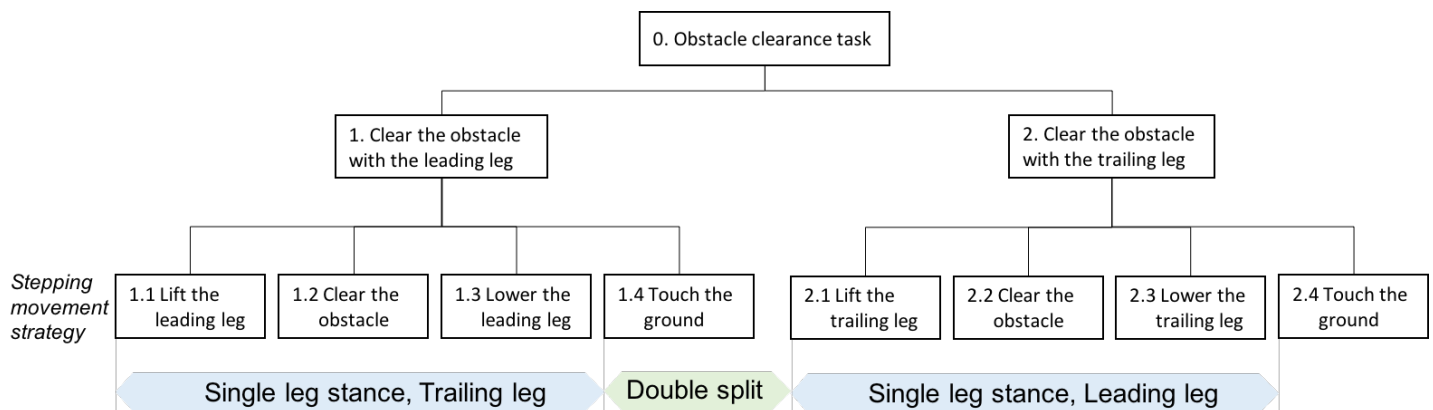 0. Obstacle clearance task
1. Clear the obstacle
with the leading leg
2. Clear the obstacle
with the trailing leg
Stepping
movement
strategy
1.1 Lift the
leading leg
1.2 Clear the
obstacle
1.3 Lower the
leading leg
1.4 Touch the
ground
2.1 Lift the
trailing leg
2.2 Clear the
obstacle
2.3 Lower the
trailing leg
2.4 Touch the
ground
Single leg stance, Trailing leg
Double split
Single leg stance, Leading leg